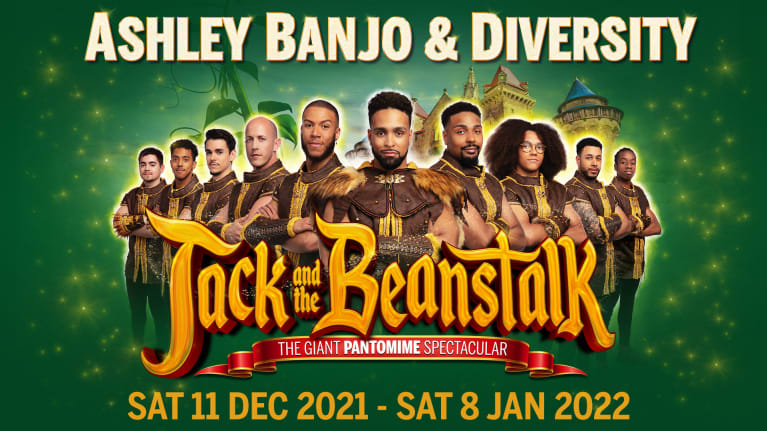 ASHLEY BANJO & DIVERSITY
Jack and the Beanstalk
THE GIANT PANTOMIME SPECTACULAR
SAT 11 DEC 2021 - SAT 8 JAN 2022